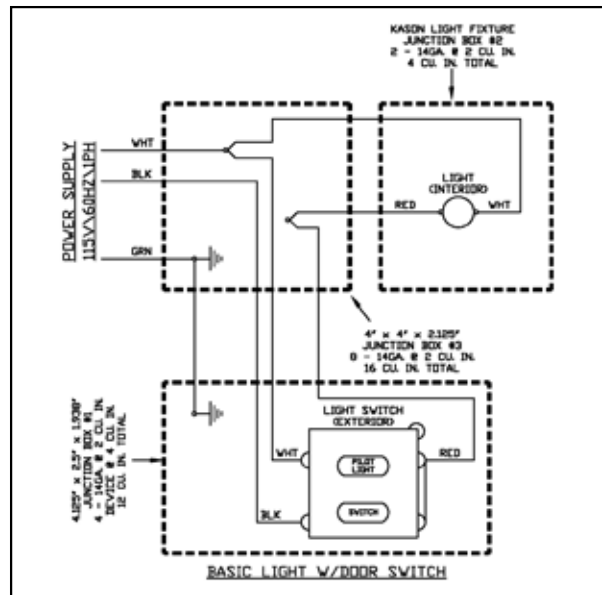 KASON LIGHT FIXTURE
JUNCTION BOX #2
2 - 14GA. @ 2 CU. IN.
4 CU. IN. TOTAL
POWER SUPPLY
115V\60HZ\1PH
WHT
BLK
GRN
LIGHT
(INTERIOR)
RED
WHT
4" x 4" x 2.125"
JUNCTION BOX #3
8 - 14GA. @ 2 CU. IN.
16 CU. IN. TOTAL
4.125" x 2.5" x 1.938"
JUNCTION BOX #1
4 - 14GA. @ 2 CU. IN.
DEVICE @ 4 CU. IN.
12 CU. IN. TOTAL
LIGHT SWITCH
(EXTERIOR)
WHT
RED
PILOT
LIGHT
SWITCH
BLK
BASIC LIGHT W/DOOR SWITCH